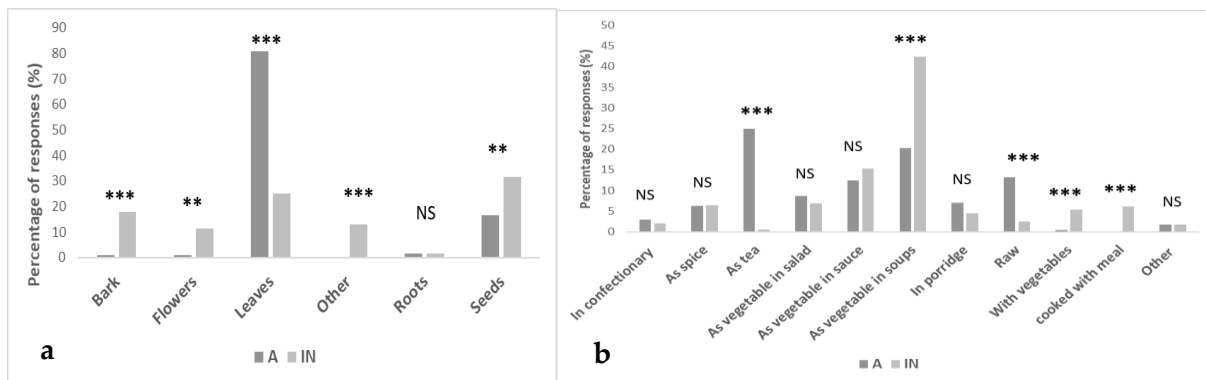 Percentage of responses (%)
90
80
70
60
50
40
30
20
10
0
***
**
***
***
NS
**
Bark
Flowers
Leaves
Other
Roots
Seeds
A IN
a
Percentage of responses (%)
50
45
40
35
30
25
20
15
10
5
0
NS
NS
***
NS
NS
***
NS
***
***
***
NS
In confectionary
As spice
As tea
As vegetable in salad
As vegetable in sauce
As vegetable in soups
In porridge
Raw
With vegetables
cooked with meal
Other
A IN
b